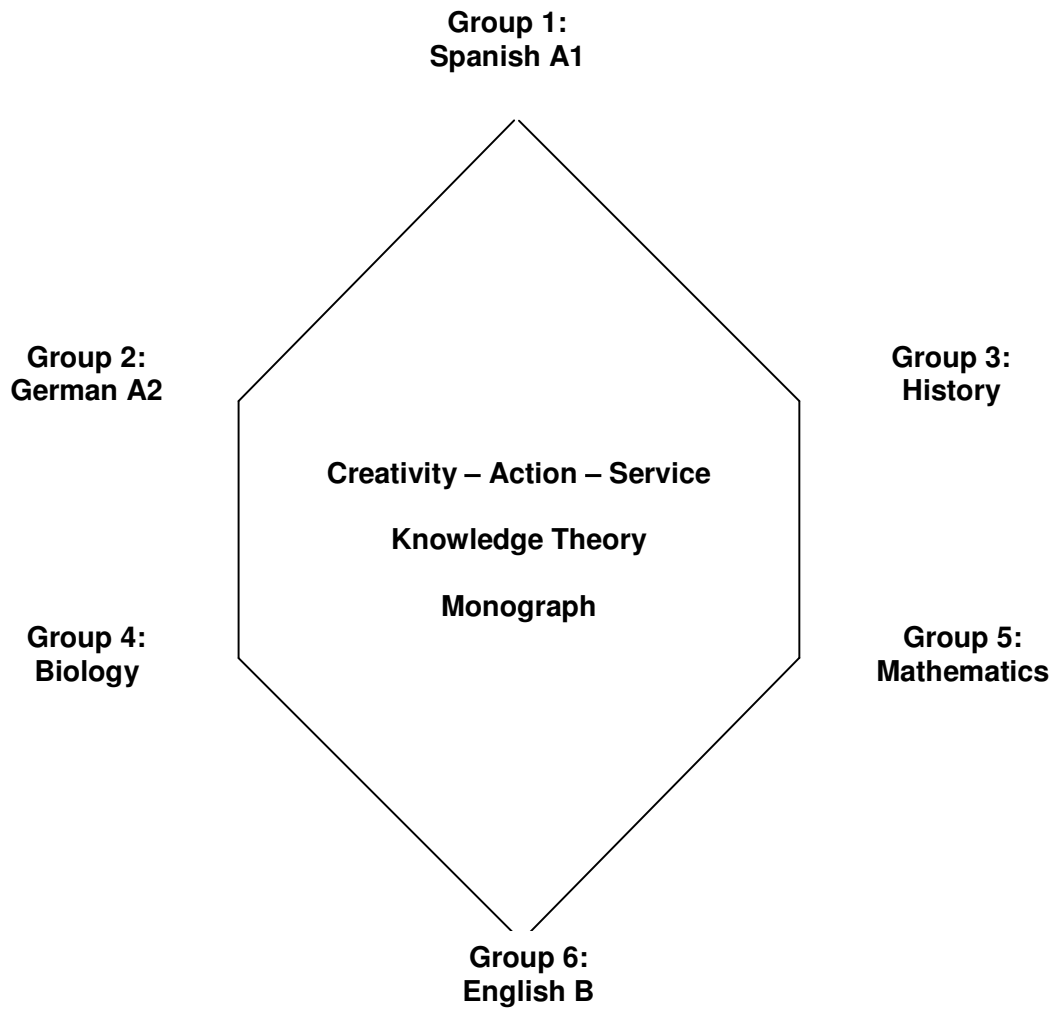 Group 1:
Spanish A1
Group 2:
German A2
Group 3:
History
Creativity – Action – Service
Knowledge Theory
Monograph
Group 4:
Biology
Group 5:
Mathematics
Group 6:
English B